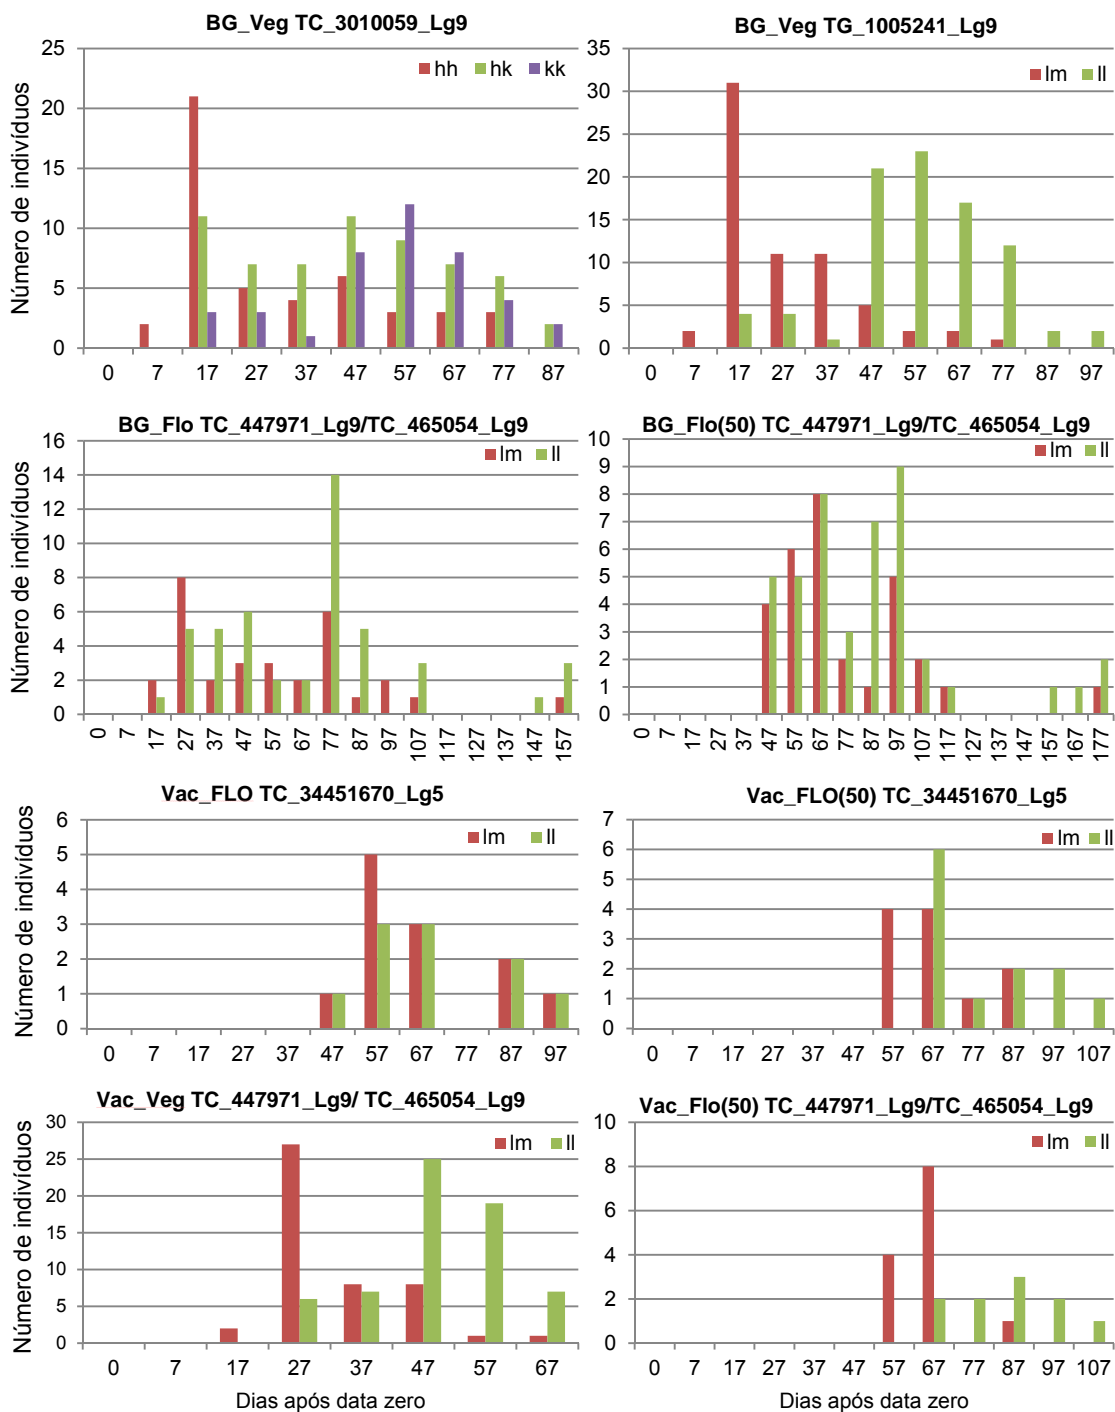 BG_Veg TC_3010059_Lg9
25
20
15
10
5
0
hh hk kk
0 7 17 27 37 47 57 67 77 87
Número de indivíduos
BG_Veg TG_1005241_Lg9
35
30
25
20
15
10
5
0
lm ll
0 7 17 27 37 47 57 67 77 87 97
BG_Flo TC_447971_Lg9/TC_465054_Lg9
16
14
12
10
8
6
4
2
0
lm ll
0 7 17 27 37 47 57 67 77 87 97 107 117 127 137 147 157
Número de indivíduos
BG_Flo(50) TC_447971_Lg9/TC_465054_Lg9
10
9
8
7
6
5
4
3
2
1
0
lm ll
0 7 17 27 37 47 57 67 77 87 97 107 117 127 137 147 157 167 177
Vac_FLO TC_34451670_Lg5
6
5
4
3
2
1
0
lm ll
0 7 17 27 37 47 57 67 77 87 97
Número de indivíduos
Vac_FLO(50) TC_34451670_Lg5
7
6
5
4
3
2
1
0
lm ll
0 7 17 27 37 47 57 67 77 87 97 107
Vac_Veg TC_447971_Lg9/ TC_465054_Lg9
30
25
20
15
10
5
0
lm ll
0 7 17 27 37 47 57 67
Número de indivíduos
Dias após data zero
Vac_Flo(50) TC_447971_Lg9/TC_465054_Lg9
10
8
6
4
2
0
lm ll
0 7 17 27 37 47 57 67 77 87 97 107
Dias após data zero